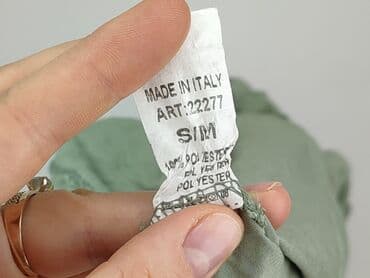 MADE IN ITALY
ART:22277
S/M
100% POLYESTER
POLYESTER